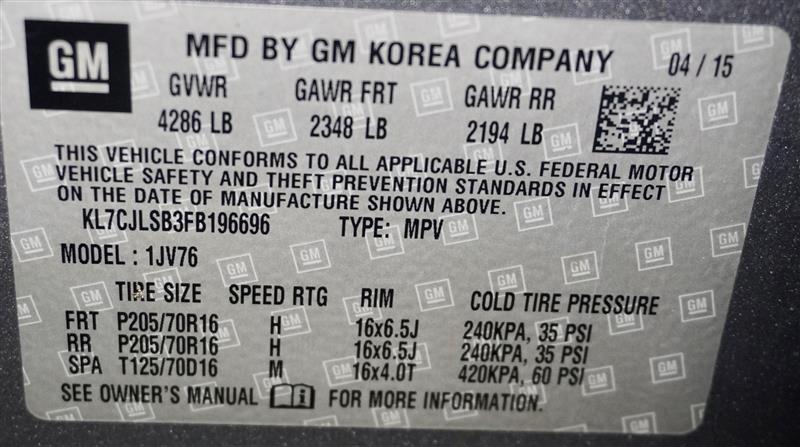 GM MFD BY GM KOREA COMPANY 04/15
GVWR GAWR FRT GAWR RR
4286 LB 2348 LB 2194 LB
THIS VEHICLE CONFORMS TO ALL APPLICABLE U.S. FEDERAL MOTOR
VEHICLE SAFETY AND THEFT PREVENTION STANDARDS IN EFFECT
ON THE DATE OF MANUFACTURE SHOWN ABOVE.
KL7CJLSB3FB196696 TYPE: MPV
MODEL : 1JV76
TIRE SIZE SPEED RTG RIM COLD TIRE PRESSURE
FRT P205/70R16 H 16x6.5J 240KPA, 35 PSI
RR P205/70R16 H 16x6.5J 240KPA, 35 PSI
SPA T125/70D16 M 16x4.0T 420KPA, 60 PSI
SEE OWNER'S MANUAL i FOR MORE INFORMATION.